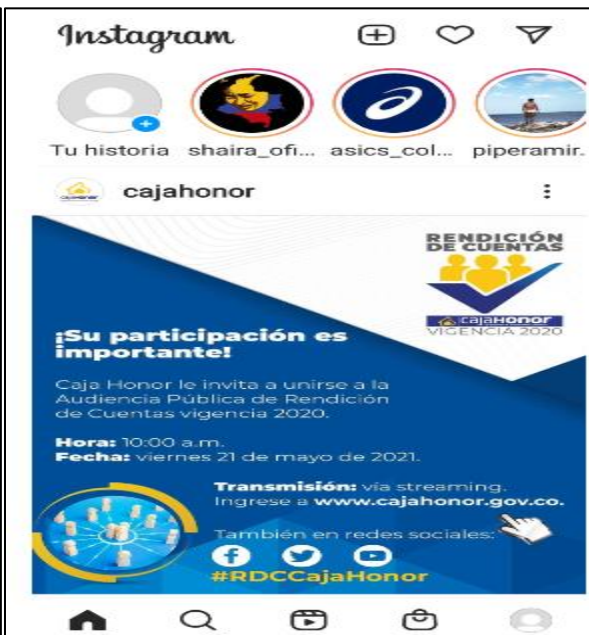 Instagram
Tu historia shaira_ofi... asics_col... piperamir.
cajahonor
RENDICIÓN
DE CUENTAS
cajaHONOR
VIGENCIA 2020
¡Su participación es
importante!
Caja Honor le invita a unirse a la
Audiencia Pública de Rendición
de Cuentas vigencia 2020.
Hora: 10:00 a.m.
Fecha: viernes 21 de mayo de 2021.
Transmisión: vía streaming.
Ingrese a www.cajahonor.gov.co.
También en redes sociales:
#RDCCajaHonor